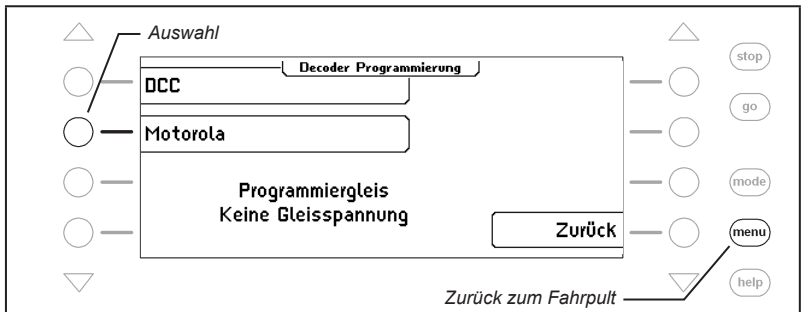 Auswahl
stop
Decoder Programmierung
DCC
go
Motorola
Programmiergleis
mode
Keine Gleisspannung
Zurück
menu
help
Zurück zum Fahrpult